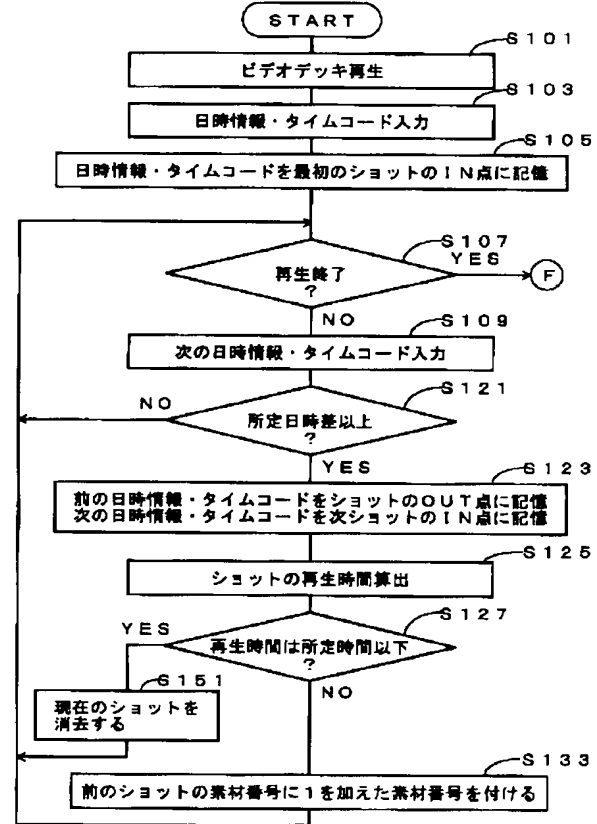 START
S101
ビデオデッキ再生
S103
日時情報・タイムコード入力
S105
日時情報・タイムコードを最初のショットのIN点に記憶
S107
再生終了
?
YES
F
NO
S109
次の日時情報・タイムコード入力
S121
所定日時差以上
?
NO
YES
S123
前の日時情報・タイムコードをショットのOUT点に記憶
次の日時情報・タイムコードを次ショットのIN点に記憶
S125
ショットの再生時間算出
S127
再生時間は所定時間以下
?
YES
NO
S151
現在のショットを
消去する
S133
前のショットの素材番号に1を加えた素材番号を付ける